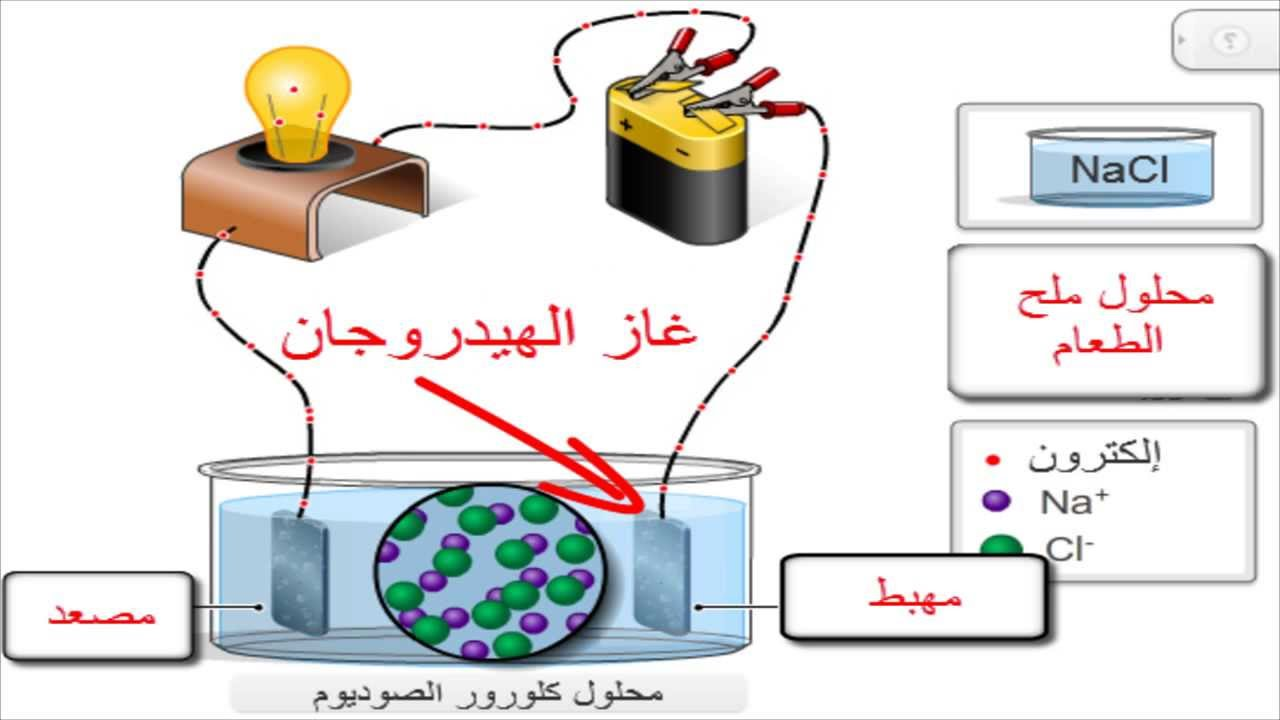 ?
+
−
NaCl
محلول ملح
الطعام
غاز الهيدروجان
إلكترون
Na⁺
Cl⁻
مهبط
مصعد
محلول كلورور الصوديوم